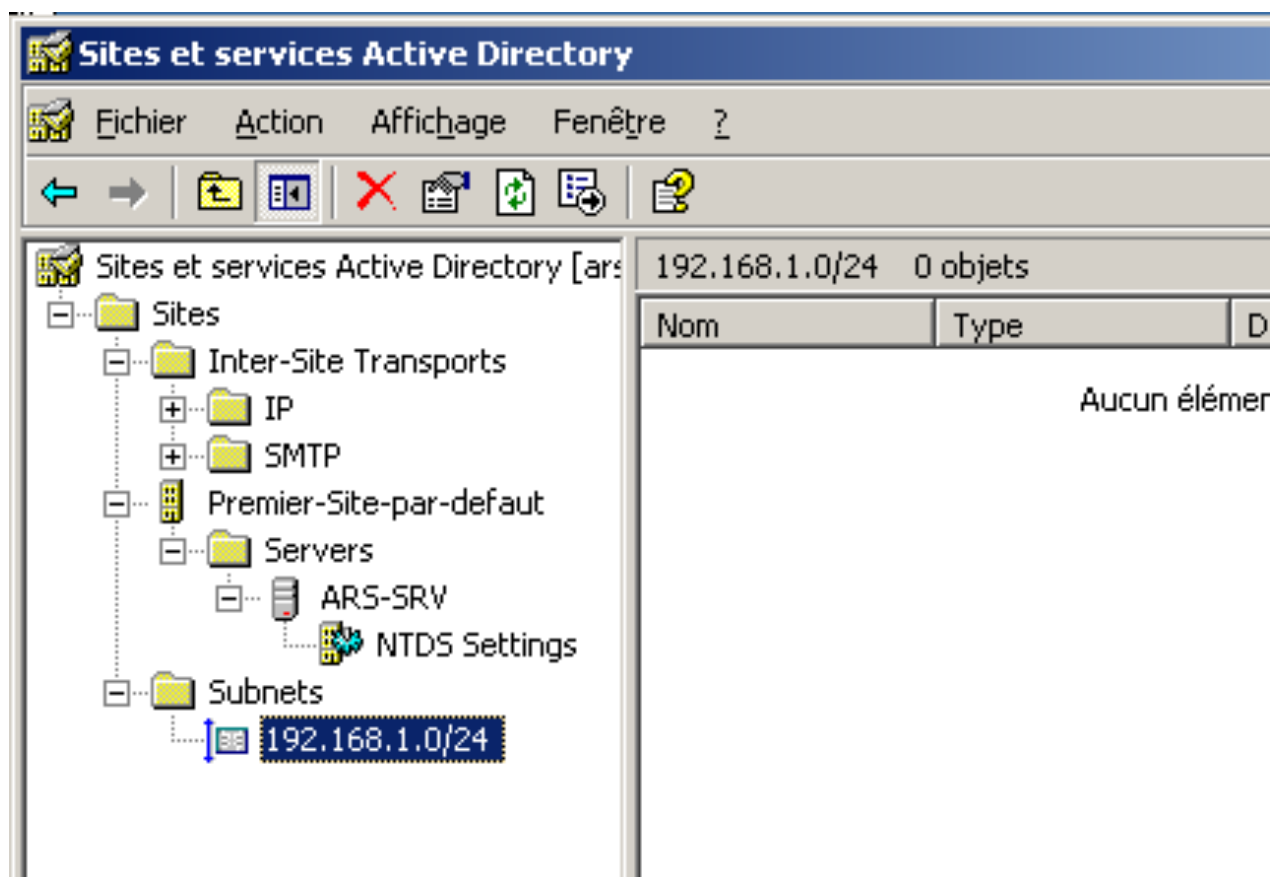 Sites et services Active Directory
Fichier Action Affichage Fenêtre ?
Sites et services Active Directory [ars
192.168.1.0/24 0 objets
Sites
Nom Type D
Inter-Site Transports
Aucun élémen
IP
SMTP
Premier-Site-par-defaut
Servers
ARS-SRV
NTDS Settings
Subnets
192.168.1.0/24